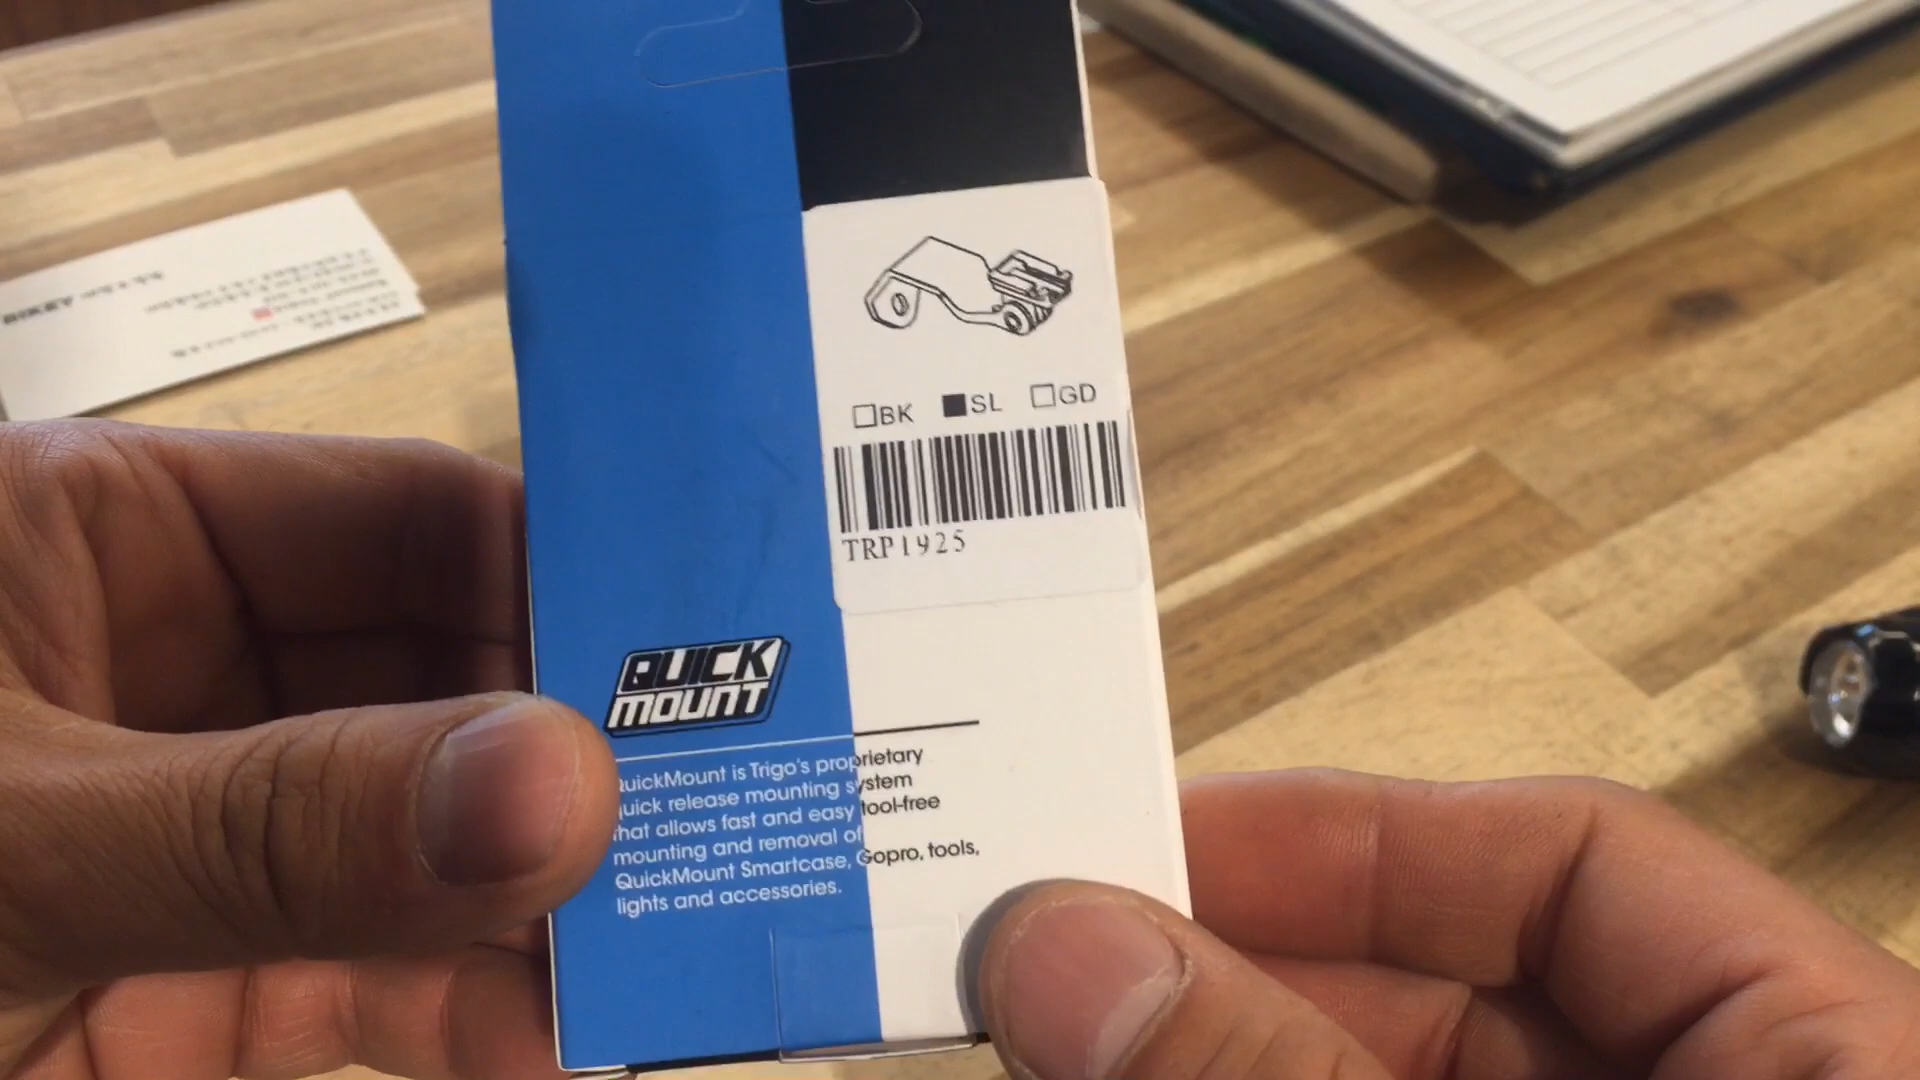 BK SL GD
TRP1925
QUICK
MOUNT
QuickMount is Trigo's proprietary
quick release mounting system
that allows fast and easy tool-free
mounting and removal of
QuickMount Smartcase, Gopro, tools,
lights and accessories.